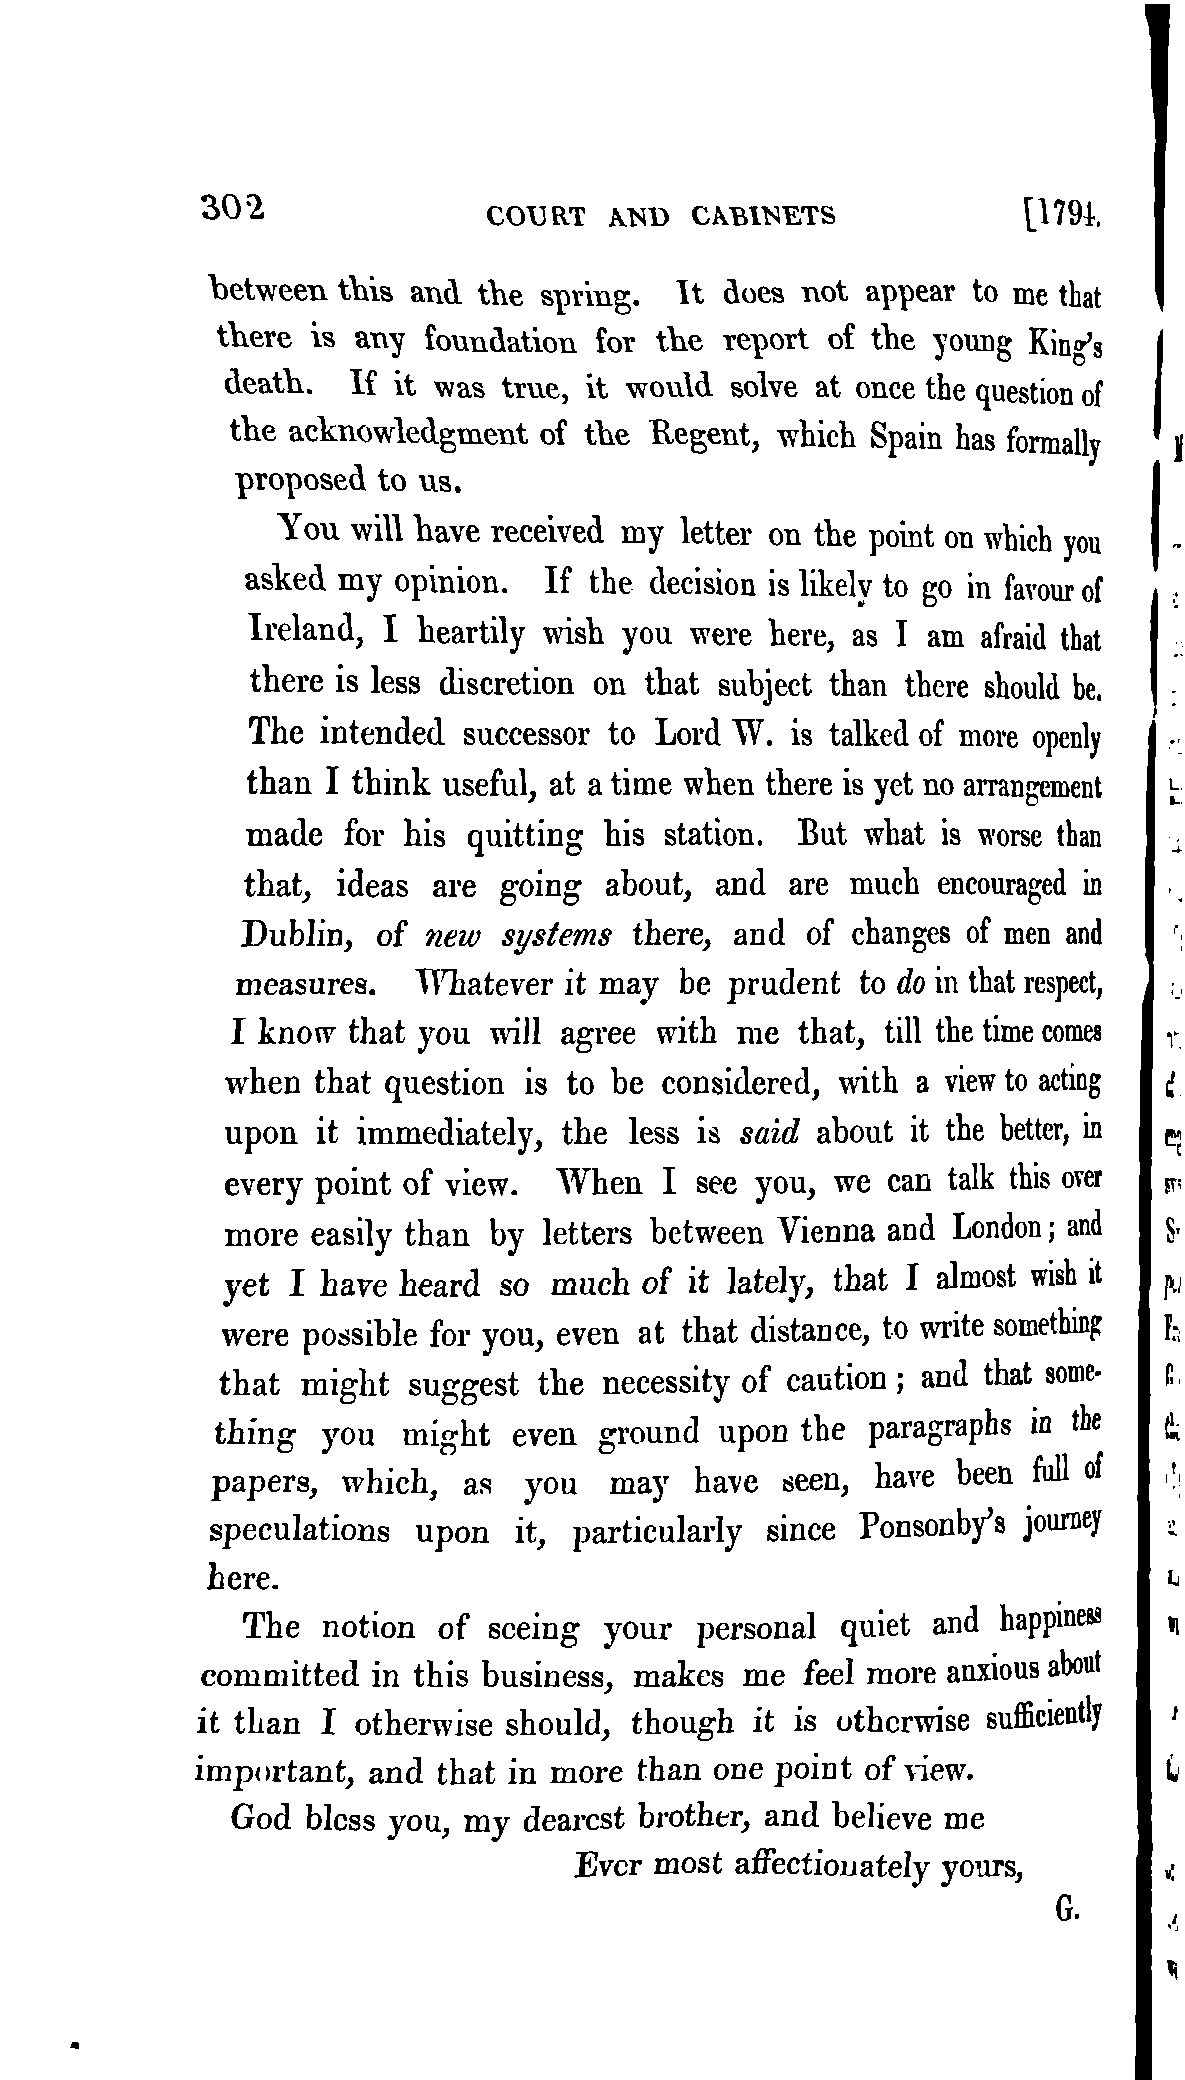 302 COURT AND CABINETS [1794.
between this and the spring. It does not appear to me that
there is any foundation for the report of the young King's
death. If it was true, it would solve at once the question of
the acknowledgment of the Regent, which Spain has formally
proposed to us.
You will have received my letter on the point on which you
asked my opinion. If the decision is likely to go in favour of
Ireland, I heartily wish you were here, as I am afraid that
there is less discretion on that subject than there should be.
The intended successor to Lord W. is talked of more openly
than I think useful, at a time when there is yet no arrangement
made for his quitting his station. But what is worse than
that, ideas are going about, and are much encouraged in
Dublin, of new systems there, and of changes of men and
measures. Whatever it may be prudent to do in that respect,
I know that you will agree with me that, till the time comes
when that question is to be considered, with a view to acting
upon it immediately, the less is said about it the better, in
every point of view. When I see you, we can talk this over
more easily than by letters between Vienna and London; and
yet I have heard so much of it lately, that I almost wish it
were possible for you, even at that distance, to write something
that might suggest the necessity of caution; and that some-
thing you might even ground upon the paragraphs in the
papers, which, as you may have seen, have been full of
speculations upon it, particularly since Ponsonby's journey
here.
The notion of seeing your personal quiet and happiness
committed in this business, makes me feel more anxious about
it than I otherwise should, though it is otherwise sufficiently
important, and that in more than one point of view.
God bless you, my dearest brother, and believe me
Ever most affectionately yours,
G.